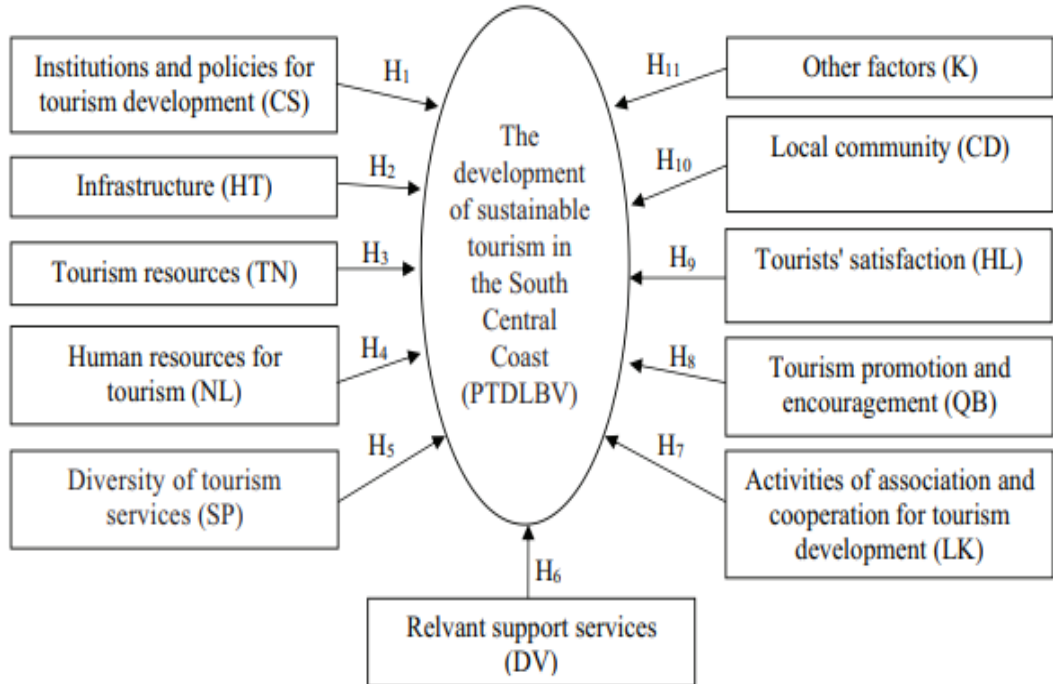 Institutions and policies for
tourism development (CS)
H1
Infrastructure (HT)
H2
Tourism resources (TN)
H3
Human resources for
tourism (NL)
H4
Diversity of tourism
services (SP)
H5
The
development
of sustainable
tourism in
the South
Central
Coast
(PTDLBV)
H11
Other factors (K)
H10
Local community (CD)
H9
Tourists' satisfaction (HL)
H8
Tourism promotion and
encouragement (QB)
H7
Activities of association and
cooperation for tourism
development (LK)
H6
Relvant support services
(DV)